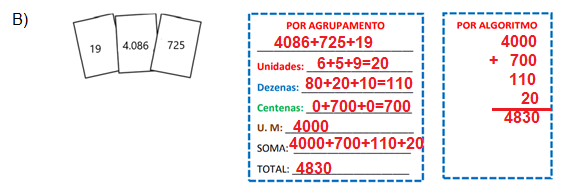 B)
19
4.086
725
POR AGRUPAMENTO
4086+725+19
Unidades: 6+5+9=20
Dezenas: 80+20+10=110
Centenas: 0+700+0=700
U. M: 4000
SOMA: 4000+700+110+20
TOTAL: 4830
POR ALGORITMO
4000
+ 700
110
20
4830